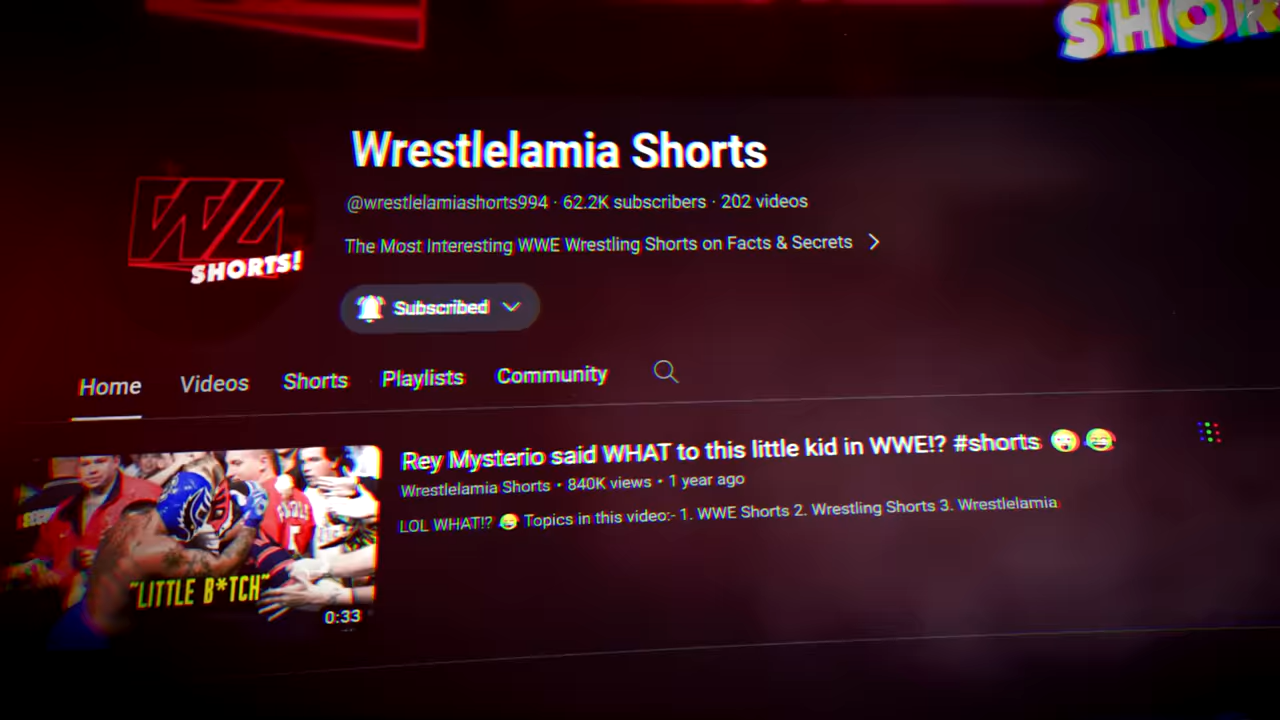 SHOR
Wrestlelamia Shorts
@wrestlelamiashorts994 · 62.2K subscribers · 202 videos
The Most Interesting WWE Wrestling Shorts on Facts & Secrets
WL
SHORTS!
Subscribed
Home Videos Shorts Playlists Community
Rey Mysterio said WHAT to this little kid in WWE!? #shorts 😲😂
Wrestlelamia Shorts • 840K views • 1 year ago
LOL WHAT!? 😂 Topics in this video:- 1. WWE Shorts 2. Wrestling Shorts 3. Wrestlelamia
ANGLE
"LITTLE B*TCH"
0:33